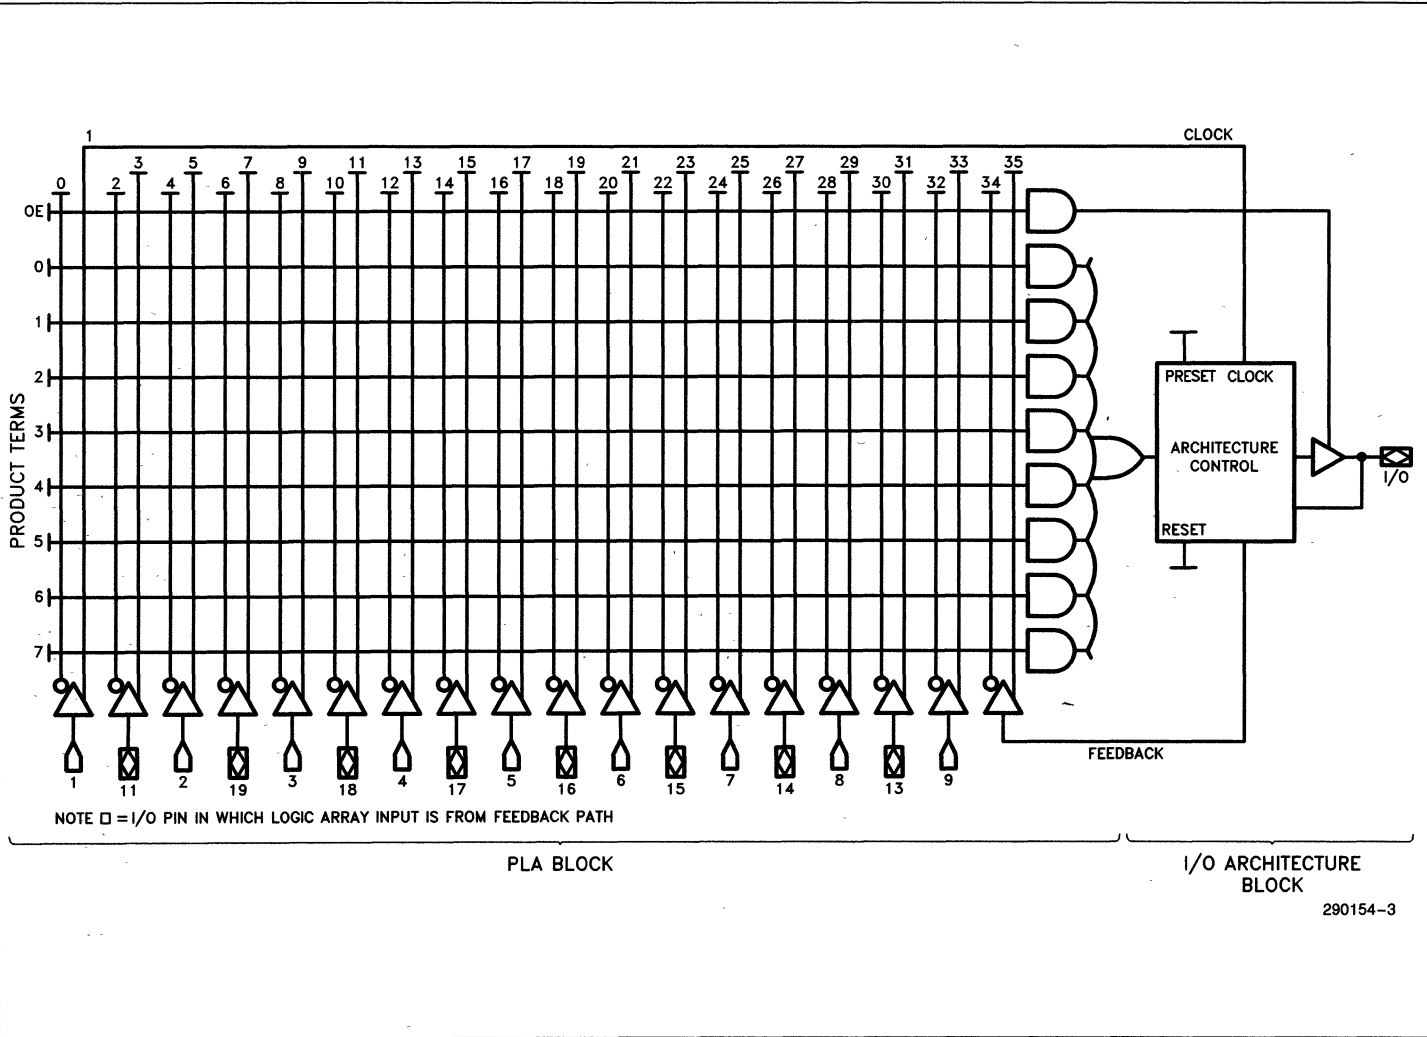 1 CLOCK
3 5 7 9 11 13 15 17 19 21 23 25 27 29 31 33 35
0 2 4 6 8 10 12 14 16 18 20 22 24 26 28 30 32 34
OE
0
1
2
3
4
5
6
7
PRODUCT TERMS
PRESET CLOCK
ARCHITECTURE
CONTROL
RESET
I/O
FEEDBACK
1 11 2 19 3 18 4 17 5 16 6 15 7 14 8 13 9
NOTE □ = I/O PIN IN WHICH LOGIC ARRAY INPUT IS FROM FEEDBACK PATH
PLA BLOCK
I/O ARCHITECTURE
BLOCK
290154-3